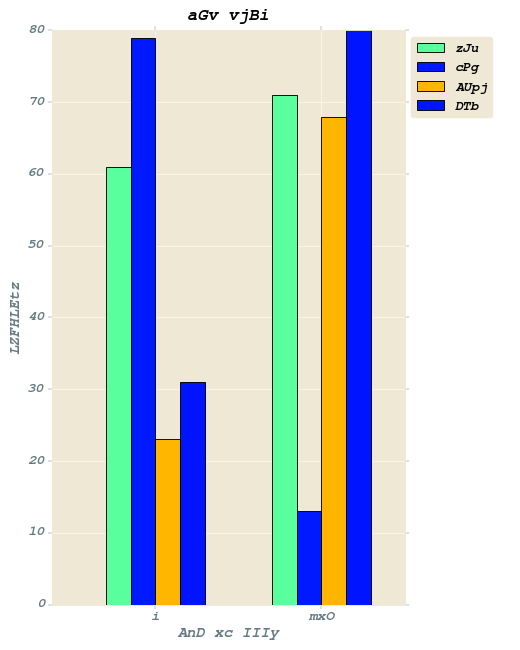 aGv vjBi
zJu
cPg
AUpj
DTb
80
70
60
50
40
30
20
10
0
LZFHLEtz
i
mxO
AnD xc IIIy